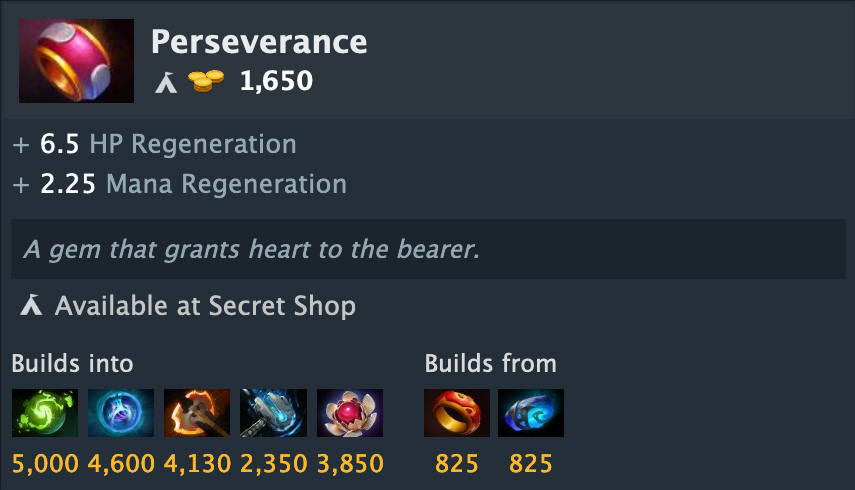 Perseverance
1,650
+ 6.5 HP Regeneration
+ 2.25 Mana Regeneration
A gem that grants heart to the bearer.
Available at Secret Shop
Builds into
5,000 4,600 4,130 2,350 3,850
Builds from
825 825